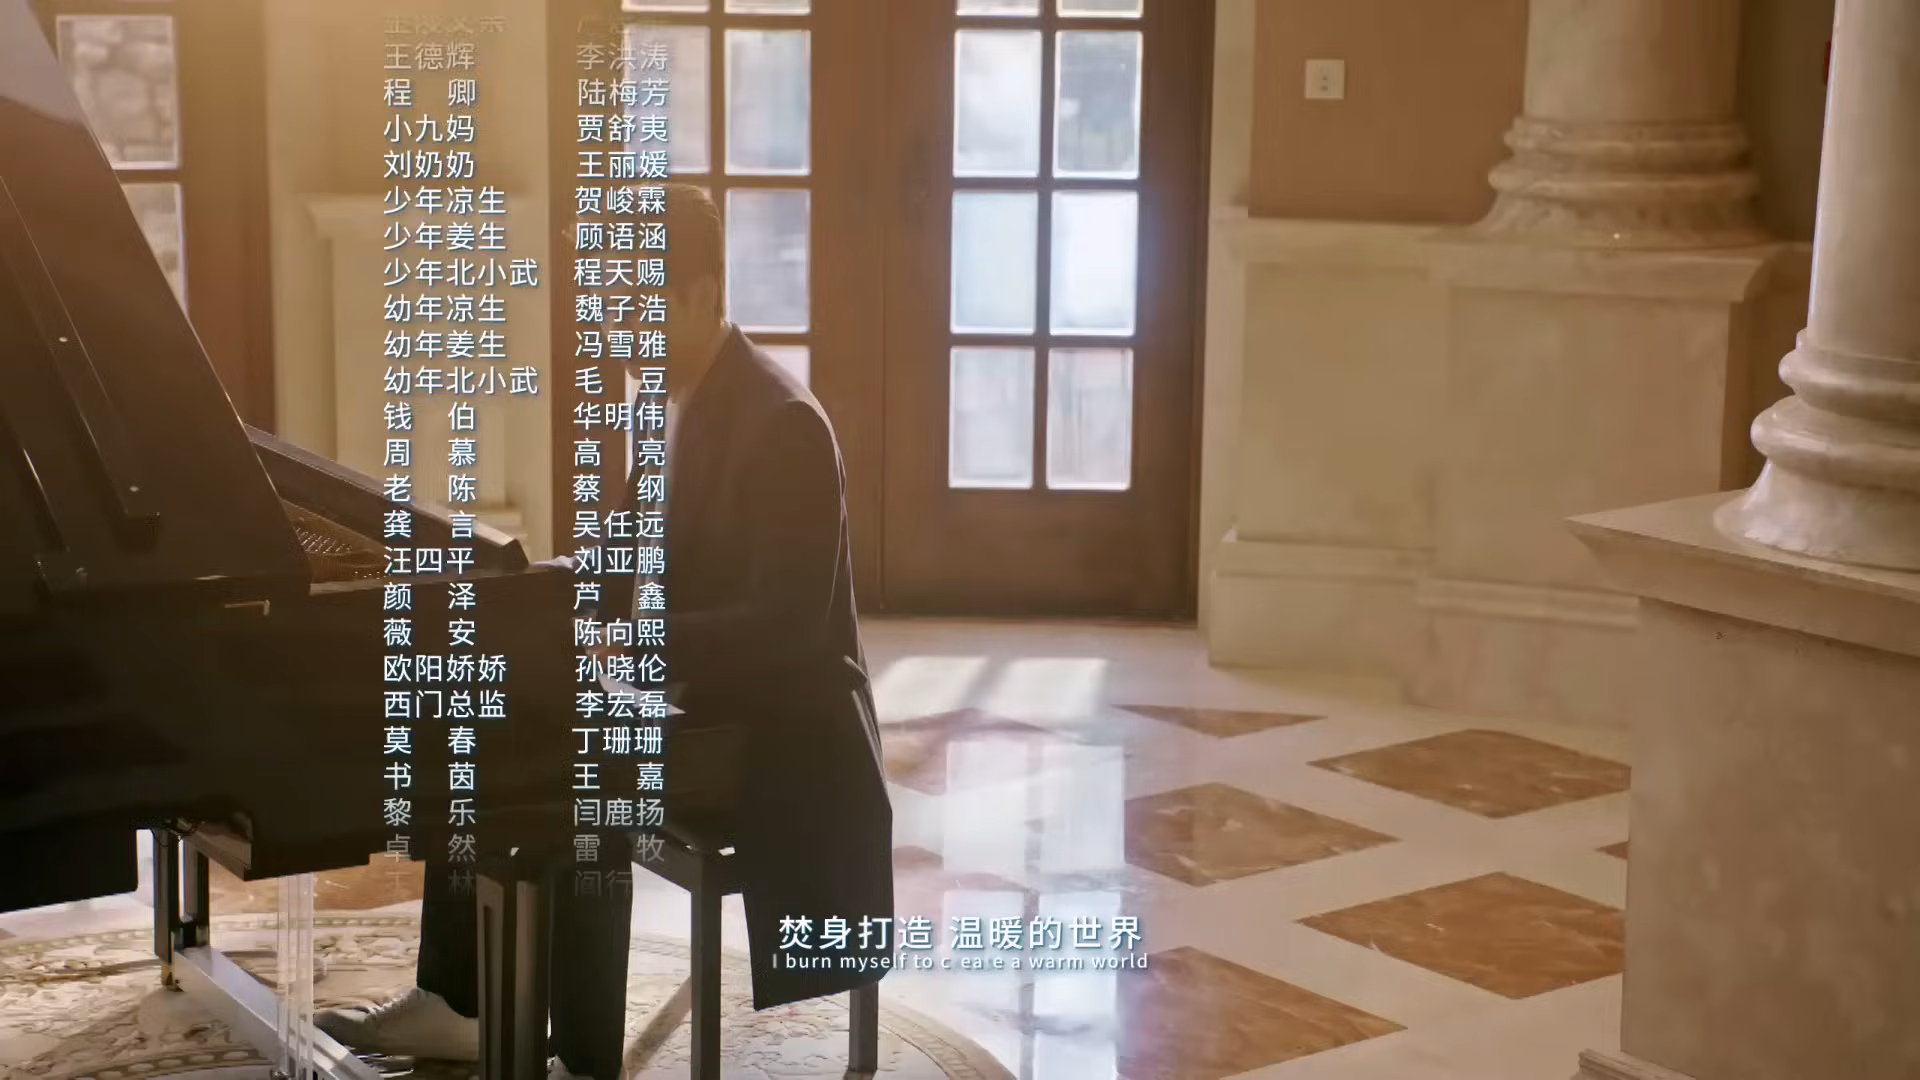 王德辉 李洪涛
程卿 陆梅芳
小九妈 贾舒夷
刘奶奶 王丽媛
少年凉生 贺峻霖
少年姜生 顾语涵
少年北小武 程天赐
幼年凉生 魏子浩
幼年姜生 冯雪雅
幼年北小武 毛豆
钱伯 华明伟
周慕 高亮
老陈 蔡纲
龚言 吴任远
汪四平 刘亚鹏
颜泽 芦鑫
薇安 陈向熙
欧阳娇娇 孙晓伦
西门总监 李宏磊
莫春 丁珊珊
书茵 王嘉
黎乐 闫鹿扬
卓然 雷牧
林
焚身打造 温暖的世界
I burn myself to c ea e a warm world